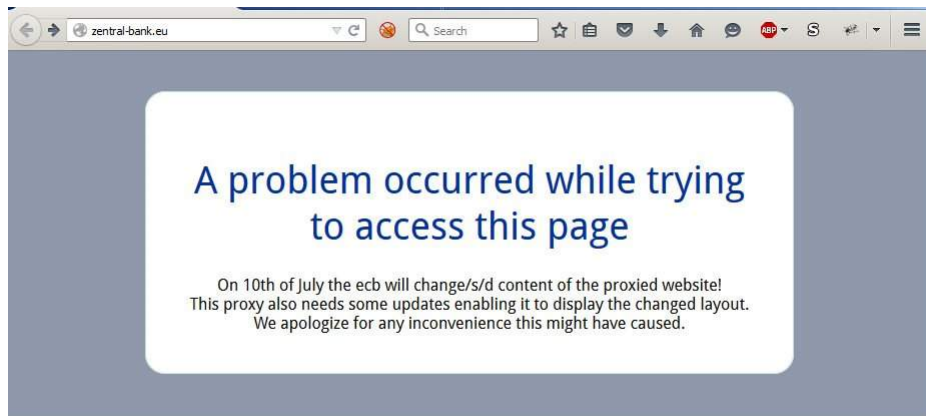 zentral-bank.eu
Search
ABP
S
A problem occurred while trying
to access this page
On 10th of July the ecb will change/s/d content of the proxied website!
This proxy also needs some updates enabling it to display the changed layout.
We apologize for any inconvenience this might have caused.